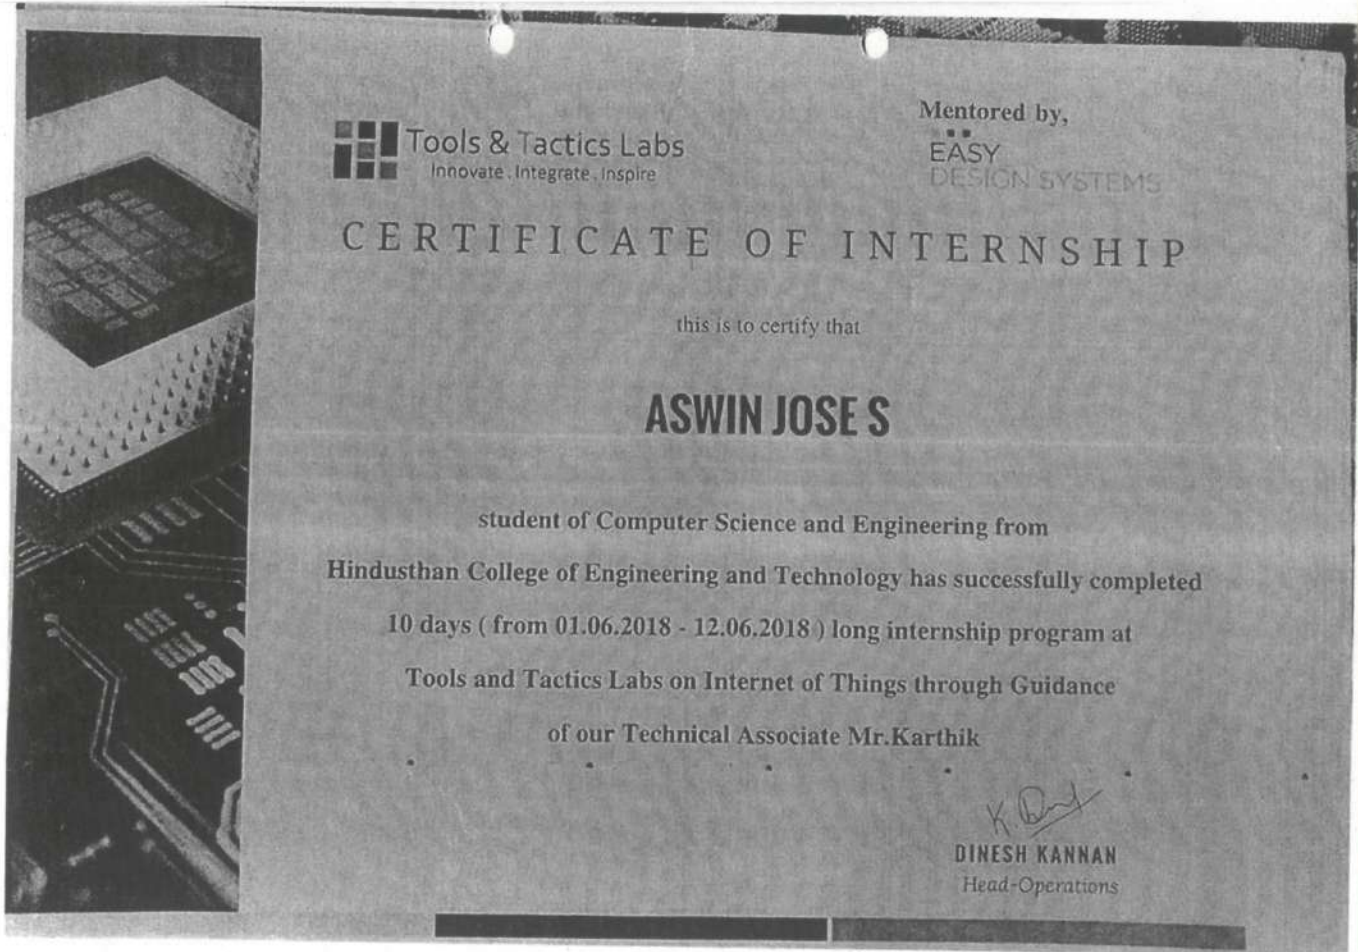 Mentored by,
Tools & Tactics Labs
Innovate . Integrate . Inspire
EASY
DESIGN SYSTEMS
CERTIFICATE OF INTERNSHIP
this is to certify that
ASWIN JOSE S
student of Computer Science and Engineering from
Hindusthan College of Engineering and Technology has successfully completed
10 days ( from 01.06.2018 - 12.06.2018 ) long internship program at
Tools and Tactics Labs on Internet of Things through Guidance
of our Technical Associate Mr.Karthik
DINESH KANNAN
Head-Operations